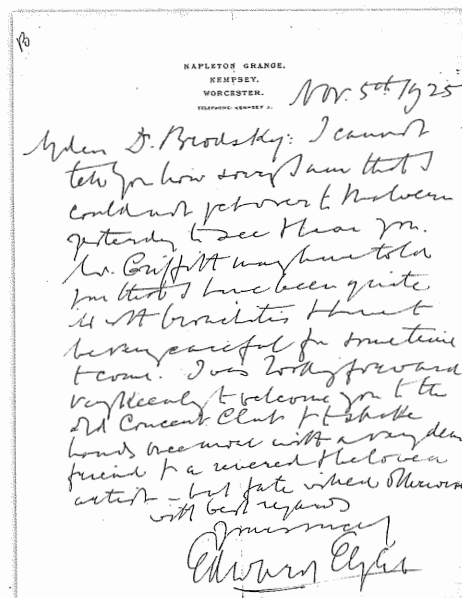 NAPLETON GRANGE,
KEMPSEY,
WORCESTER.
TELEPHONE: KEMPSEY
Nov. 5th 1925
My dear Dr. Brodsky: I cannot
tell you how sorry I am that I
could not get over to Malvern
yesterday to see & hear you.
Mr. Griffith may have told
you that I have been quite
ill with bronchitis & must
be very careful for sometime
to come. I was looking forward
very keenly to welcome you to the
old Concert Club & to shake
hands once more with a very dear
friend & a revered & beloved
artist – but fate willed otherwise
with best regards
Yours sincerely
Edward Elgar